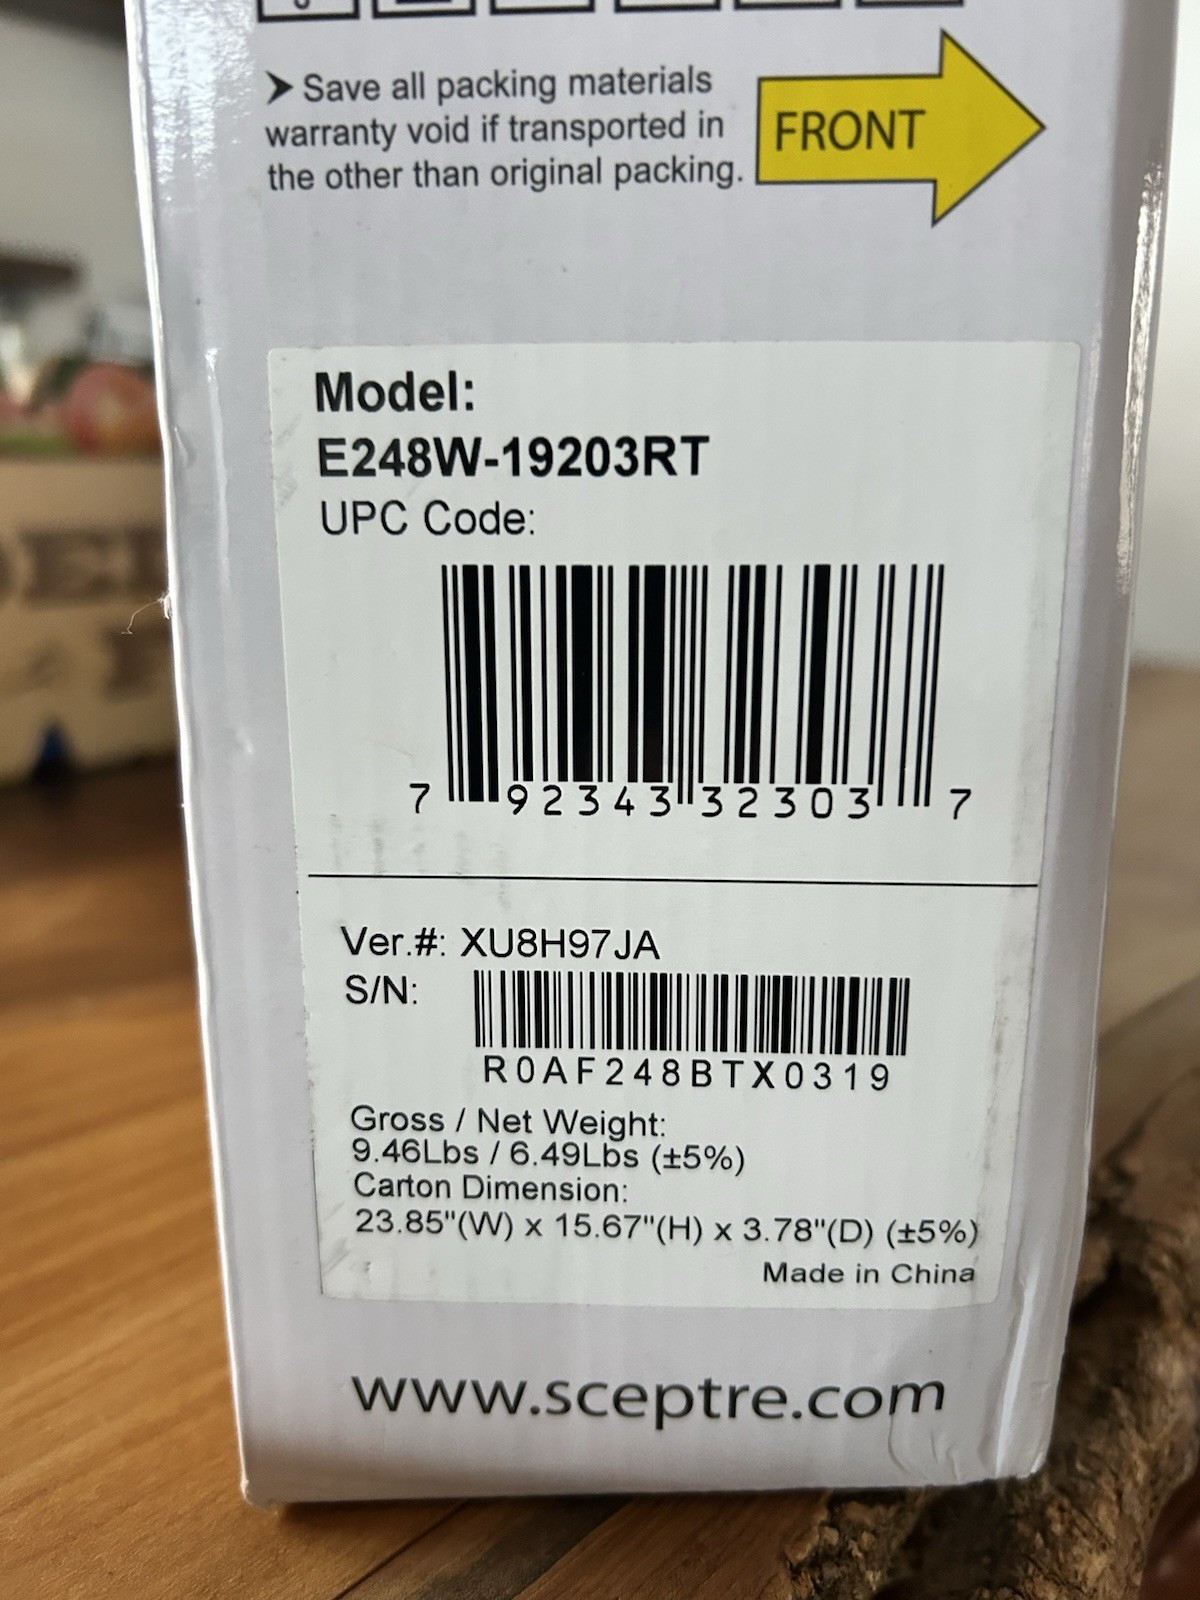 ➤ Save all packing materials
warranty void if transported in
the other than original packing.
FRONT
Model:
E248W-19203RT
UPC Code:
7 92343 32303 7
Ver.#: XU8H97JA
S/N:
R0AF248BTX0319
Gross / Net Weight:
9.46Lbs / 6.49Lbs (±5%)
Carton Dimension:
23.85"(W) x 15.67"(H) x 3.78"(D) (±5%)
Made in China
www.sceptre.com